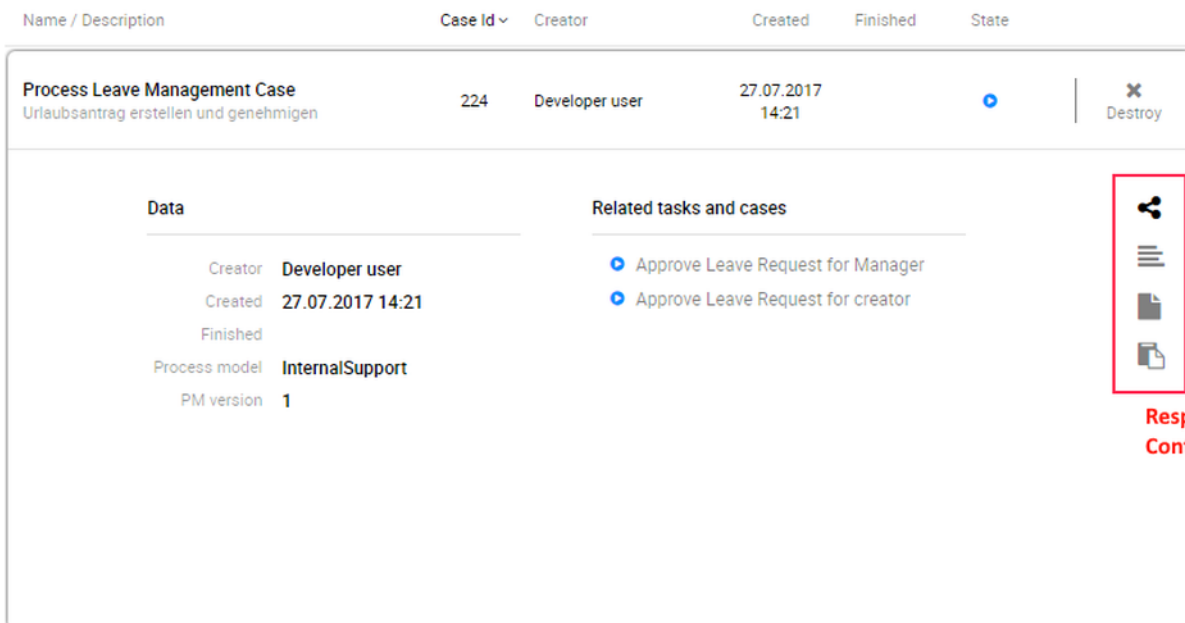 Name / Description Case Id Creator Created Finished State
Process Leave Management Case 224 Developer user 27.07.2017 14:21 Destroy
Urlaubsantrag erstellen und genehmigen
Data
Creator Developer user
Created 27.07.2017 14:21
Finished
Process model InternalSupport
PM version 1
Related tasks and cases
Approve Leave Request for Manager
Approve Leave Request for creator